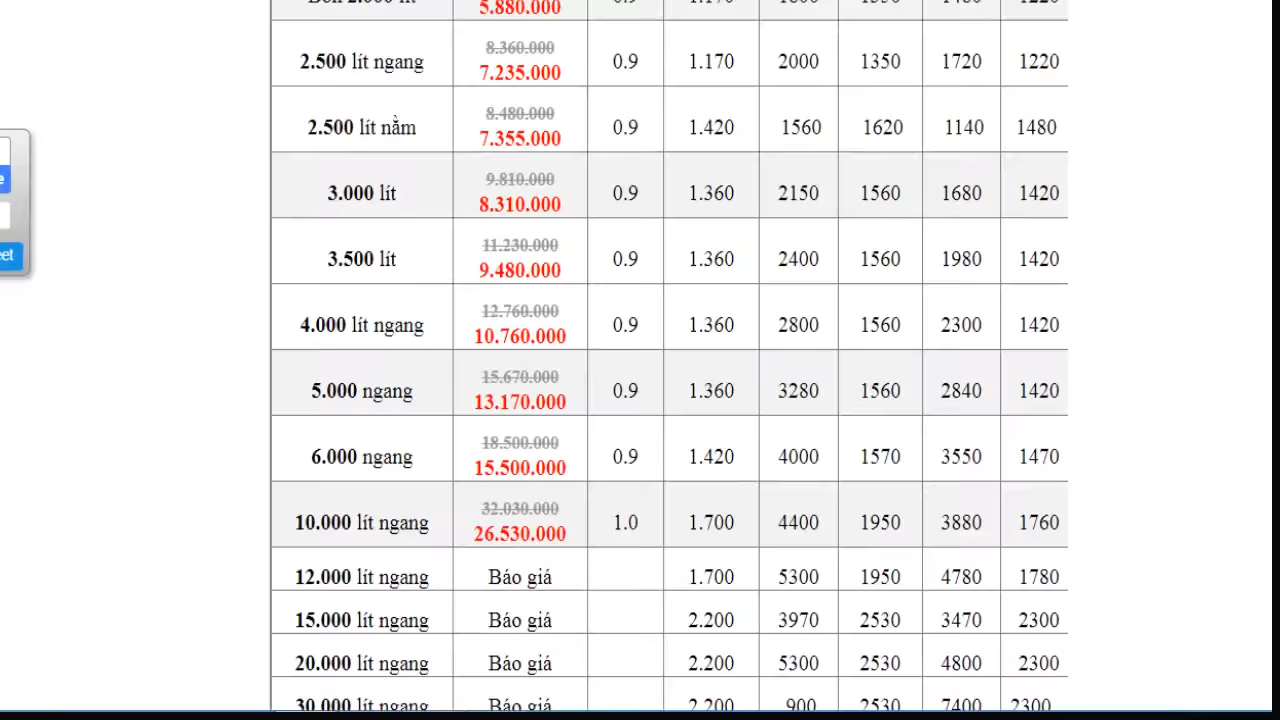 5.880.000
8.360.000
2.500 lít ngang 7.235.000 0.9 1.170 2000 1350 1720 1220
8.480.000
2.500 lít nằm 7.355.000 0.9 1.420 1560 1620 1140 1480
9.810.000
3.000 lít 8.310.000 0.9 1.360 2150 1560 1680 1420
11.230.000
3.500 lít 9.480.000 0.9 1.360 2400 1560 1980 1420
12.760.000
4.000 lít ngang 10.760.000 0.9 1.360 2800 1560 2300 1420
15.670.000
5.000 ngang 13.170.000 0.9 1.360 3280 1560 2840 1420
18.500.000
6.000 ngang 15.500.000 0.9 1.420 4000 1570 3550 1470
32.030.000
10.000 lít ngang 26.530.000 1.0 1.700 4400 1950 3880 1760
12.000 lít ngang Báo giá 1.700 5300 1950 4780 1780
15.000 lít ngang Báo giá 2.200 3970 2530 3470 2300
20.000 lít ngang Báo giá 2.200 5300 2530 4800 2300
30.000 lít ngang Báo giá 2.200 900 2530 7400 2300